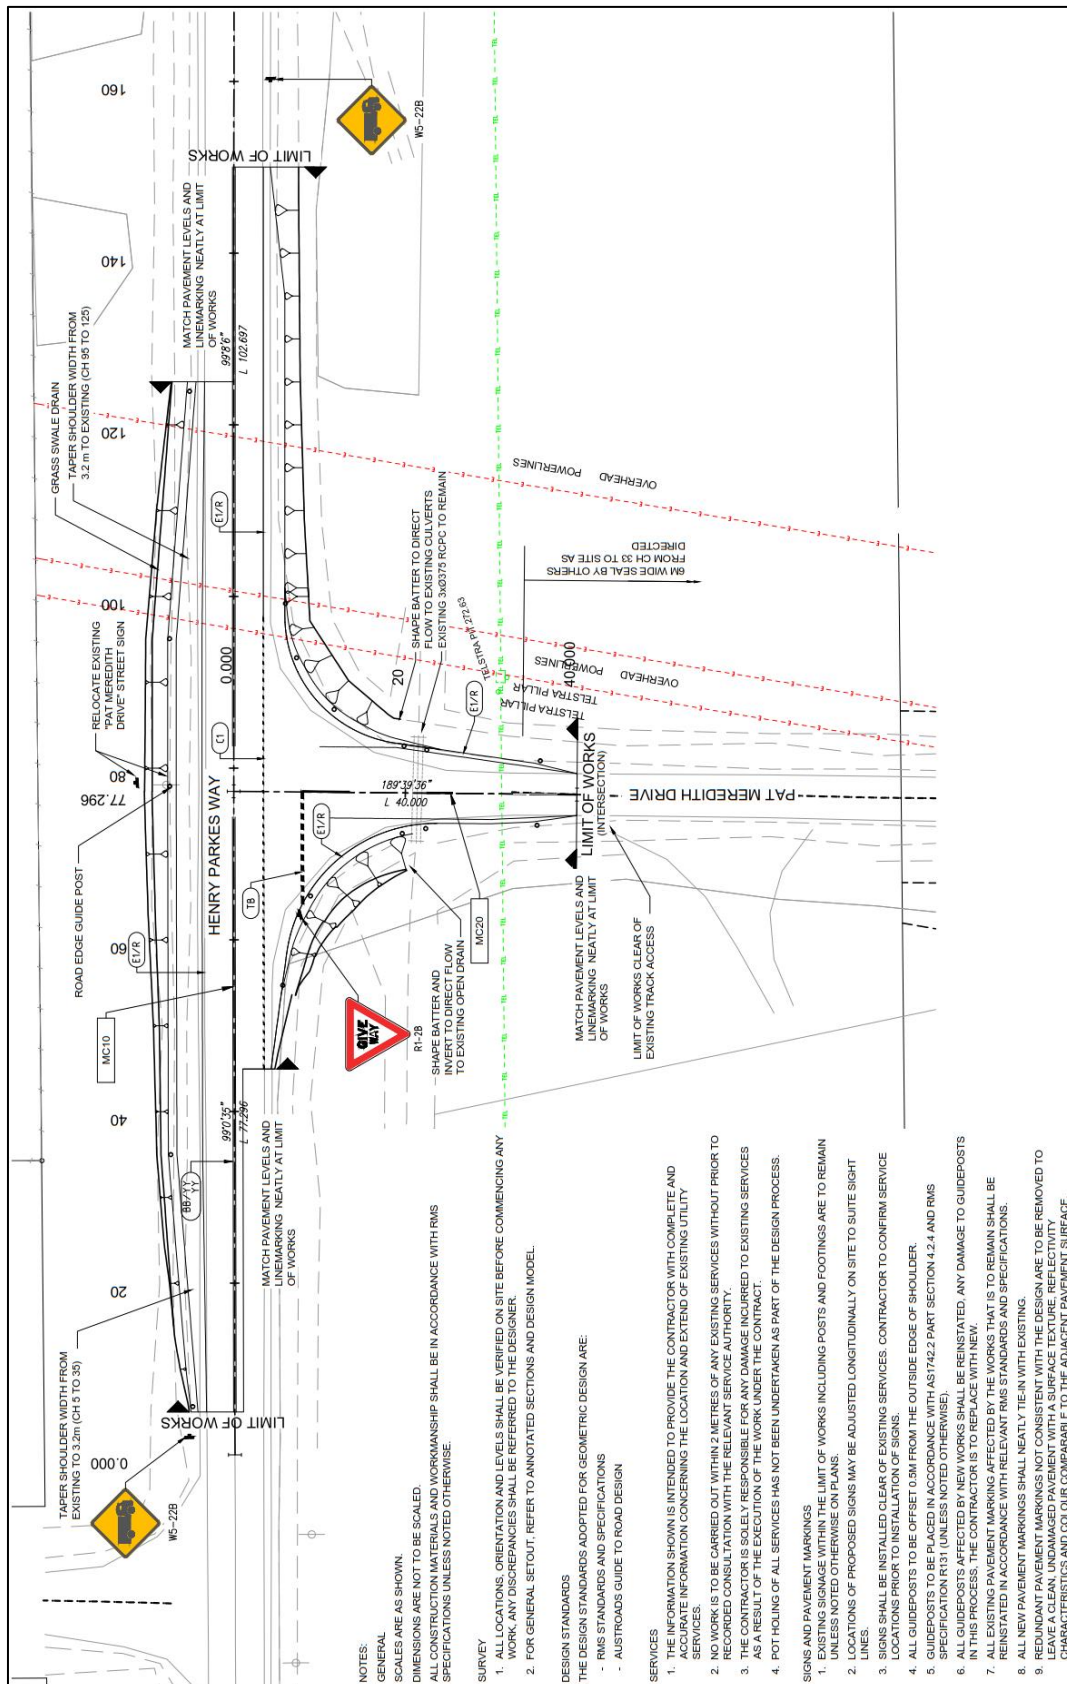 TAPER SHOULDER WIDTH FROM
EXISTING TO 3.2m (CH 5 TO 35)
0.000
W5-22B
LIMIT OF WORKS
20
MATCH PAVEMENT LEVELS AND
LINEMARKING NEATLY AT LIMIT
OF WORKS
BB/YY
YY
40
99°0'35"
L 77.296
MC10
E1/R
60
ROAD EDGE GUIDE POST
77.296
80
HENRY PARKES WAY
RELOCATE EXISTING
"PAT MEREDITH
DRIVE" STREET SIGN
C1
0.000
100
E1/R
GRASS SWALE DRAIN
TAPER SHOULDER WIDTH FROM
3.2 m TO EXISTING (CH 95 TO 125)
120
99°8'6"
L 102.697
MATCH PAVEMENT LEVELS AND
LINEMARKING NEATLY AT LIMIT
OF WORKS
140
LIMIT OF WORKS
160
W5-22B
GIVE
WAY
R1-2B
TB
E1/R
SHAPE BATTER AND
INVERT TO DIRECT FLOW
TO EXISTING OPEN DRAIN
MC20
189°39'36"
L 40.000
20
SHAPE BATTER TO DIRECT
FLOW TO EXISTING CULVERTS
EXISTING 3xØ375 RCPC TO REMAIN
E1/R
TELSTRA PIT 272.63
TELSTRA PILLAR
TELSTRA PILLAR
OVERHEAD POWERLINES
OVERHEAD POWERLINES
6M WIDE SEAL BY OTHERS
FROM CH 33 TO SITE AS
DIRECTED
40.000
LIMIT OF WORKS
(INTERSECTION)
PAT MEREDITH DRIVE
MATCH PAVEMENT LEVELS AND
LINEMARKING NEATLY AT LIMIT
OF WORKS
LIMIT OF WORKS CLEAR OF
EXISTING TRACK ACCESS
TEL TEL TEL
NOTES:
GENERAL
SCALES ARE AS SHOWN.
DIMENSIONS ARE NOT TO BE SCALED.
ALL CONSTRUCTION MATERIALS AND WORKMANSHIP SHALL BE IN ACCORDANCE WITH RMS
SPECIFICATIONS UNLESS NOTED OTHERWISE.
SURVEY
1. ALL LOCATIONS, ORIENTATION AND LEVELS SHALL BE VERIFIED ON SITE BEFORE COMMENCING ANY
WORK, ANY DISCREPANCIES SHALL BE REFERRED TO THE DESIGNER.
2. FOR GENERAL SETOUT, REFER TO ANNOTATED SECTIONS AND DESIGN MODEL.
DESIGN STANDARDS
THE DESIGN STANDARDS ADOPTED FOR GEOMETRIC DESIGN ARE:
- RMS STANDARDS AND SPECIFICATIONS
- AUSTROADS GUIDE TO ROAD DESIGN
SERVICES
1. THE INFORMATION SHOWN IS INTENDED TO PROVIDE THE CONTRACTOR WITH COMPLETE AND
ACCURATE INFORMATION CONCERNING THE LOCATION AND EXTEND OF EXISTING UTILITY
SERVICES.
2. NO WORK IS TO BE CARRIED OUT WITHIN 2 METRES OF ANY EXISTING SERVICES WITHOUT PRIOR TO
RECORDED CONSULTATION WITH THE RELEVANT SERVICE AUTHORITY.
3. THE CONTRACTOR IS SOLELY RESPONSIBLE FOR ANY DAMAGE INCURRED TO EXISTING SERVICES
AS A RESULT OF THE EXECUTION OF THE WORK UNDER THE CONTRACT.
4. POT HOLING OF ALL SERVICES HAS NOT BEEN UNDERTAKEN AS PART OF THE DESIGN PROCESS.
SIGNS AND PAVEMENT MARKINGS
1. EXISTING SIGNAGE WITHIN THE LIMIT OF WORKS INCLUDING POSTS AND FOOTINGS ARE TO REMAIN
UNLESS NOTED OTHERWISE ON PLANS.
2. LOCATIONS OF PROPOSED SIGNS MAY BE ADJUSTED LONGITUDINALLY ON SITE TO SUITE SIGHT
LINES.
3. SIGNS SHALL BE INSTALLED CLEAR OF EXISTING SERVICES. CONTRACTOR TO CONFIRM SERVICE
LOCATIONS PRIOR TO INSTALLATION OF SIGNS.
4. ALL GUIDEPOSTS TO BE OFFSET 0.5M FROM THE OUTSIDE EDGE OF SHOULDER.
5. GUIDEPOSTS TO BE PLACED IN ACCORDANCE WITH AS1742.2 PART SECTION 4.2.4 AND RMS
SPECIFICATION R131 (UNLESS NOTED OTHERWISE).
6. ALL GUIDEPOSTS AFFECTED BY NEW WORKS SHALL BE REINSTATED, ANY DAMAGE TO GUIDEPOSTS
IN THIS PROCESS, THE CONTRACTOR IS TO REPLACE WITH NEW.
7. ALL EXISTING PAVEMENT MARKING AFFECTED BY THE WORKS THAT IS TO REMAIN SHALL BE
REINSTATED IN ACCORDANCE WITH RELEVANT RMS STANDARDS AND SPECIFICATIONS.
8. ALL NEW PAVEMENT MARKINGS SHALL NEATLY TIE-IN WITH EXISTING.
9. REDUNDANT PAVEMENT MARKINGS NOT CONSISTENT WITH THE DESIGN ARE TO BE REMOVED TO
LEAVE A CLEAN, UNDAMAGED PAVEMENT WITH A SURFACE TEXTURE, REFLECTIVITY
CHARACTERISTICS AND COLOUR COMPARABLE TO THE ADJACENT PAVEMENT SURFACE